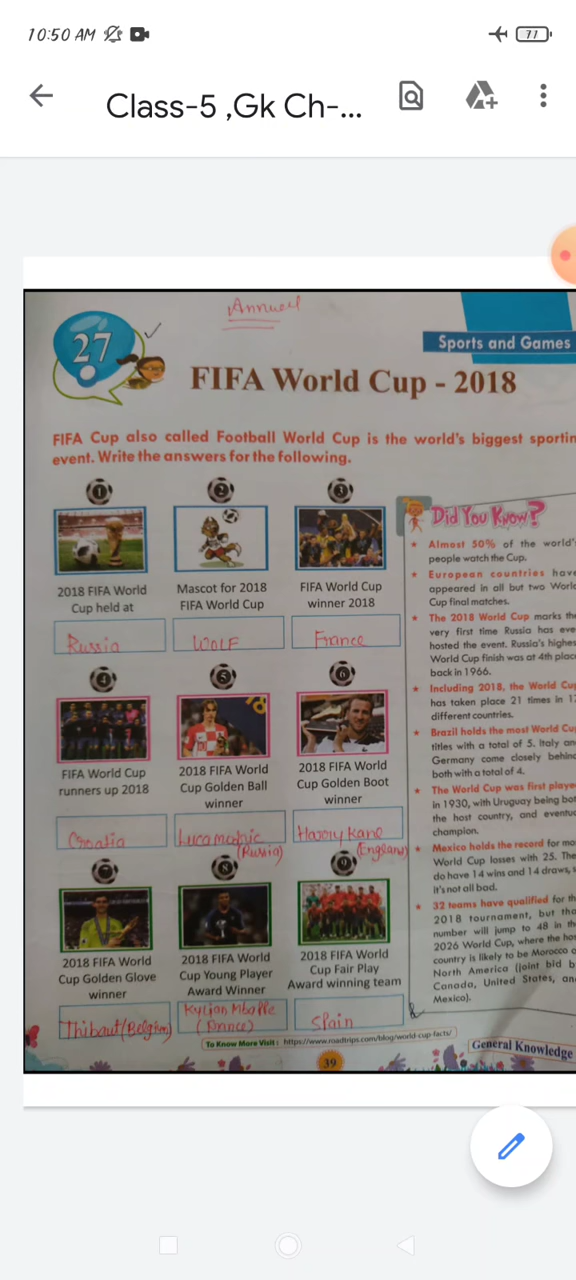 10:50 AM
77
Class-5 ,Gk Ch-...
Annual
27
Sports and Games
FIFA World Cup - 2018
FIFA Cup also called Football World Cup is the world's biggest sportin
event. Write the answers for the following.
1
2018 FIFA World
Cup held at
Russia
2
Mascot for 2018
FIFA World Cup
WOLF
3
FIFA World Cup
winner 2018
France
4
FIFA World Cup
runners up 2018
Croatia
5
2018 FIFA World
Cup Golden Ball
winner
(Russia)
6
2018 FIFA World
Cup Golden Boot
winner
Kane
(England)
7
2018 FIFA World
Cup Golden Glove
winner
Thibaut (Belgium)
8
2018 FIFA World
Cup Young Player
Award Winner
Kylian
9
2018 FIFA World
Cup Fair Play
Award winning team
Spain
Did You Know?
Almost 50% of the world's
people watch the Cup.
European countries have
appeared in all but two World
Cup final matches.
The 2018 World Cup marks the
very first time Russia has eve
hosted the event. Russia's highes
World Cup finish was at 4th plac
back in 1966.
Including 2018, the World Cup
has taken place 21 times in 17
different countries.
Brazil holds the most World Cu
titles with a total of 5. Italy an
Germany come closely behin
both with a total of 4.
The World Cup was first playe
in 1930, with Uruguay being bot
the host country, and eventu
champion.
Mexico holds the record for mo
World Cup losses with 25. The
do have 14 wins and 14 draws, s
it's not all bad.
32 teams have qualified for
2018 tournament, but tha
number will jump to 48 in th
2026 World Cup, where the hos
country is likely to be Morocco o
North America (joint bid b
Canada, United States, an
Mexico).
To Know More Visit: https://www.roadtrips.com/blog/world-cup-facts/
39
General Knowledge